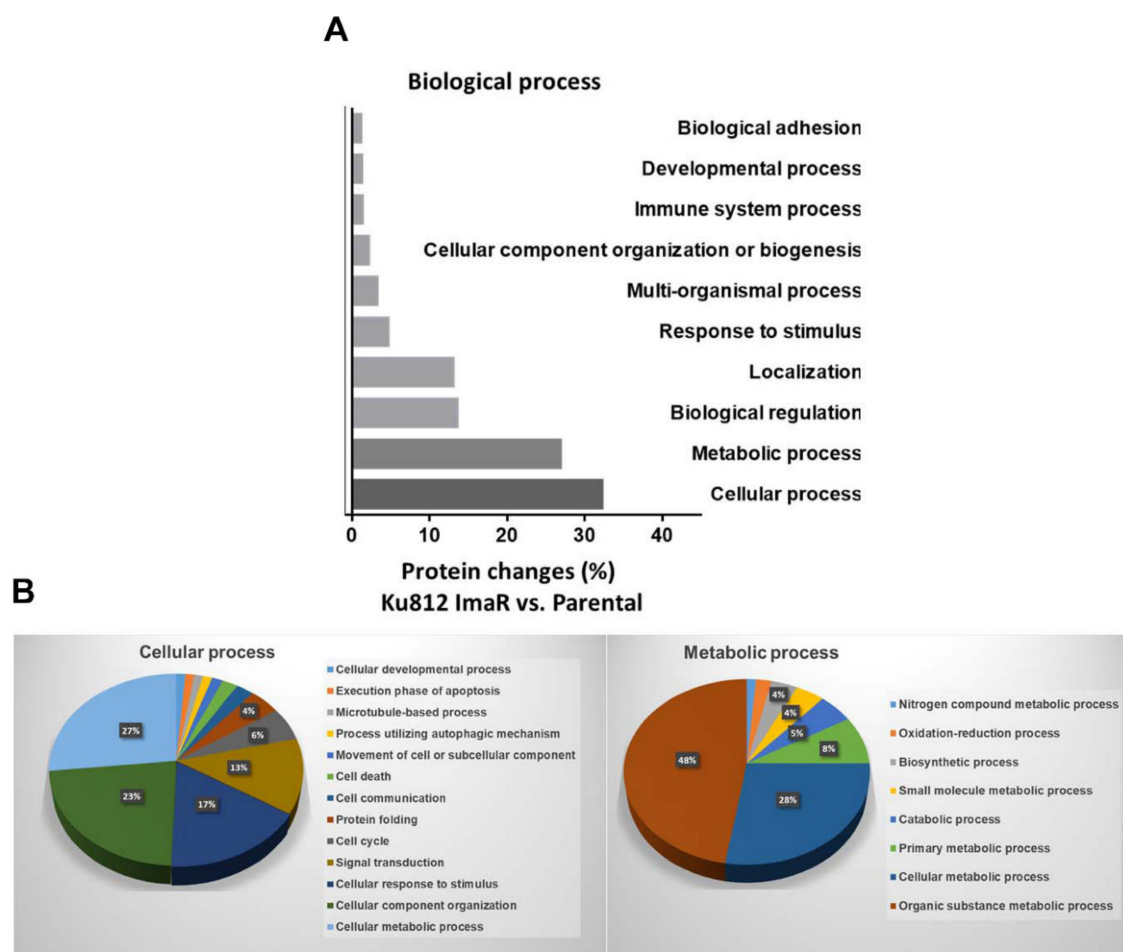 A
Biological process
Biological adhesion
Developmental process
Immune system process
Cellular component organization or biogenesis
Multi-organismal process
Response to stimulus
Localization
Biological regulation
Metabolic process
Cellular process
0 10 20 30 40
Protein changes (%)
Ku812 ImaR vs. Parental
B
Cellular process
27%
23%
17%
13%
6%
4%
Cellular developmental process
Execution phase of apoptosis
Microtubule-based process
Process utilizing autophagic mechanism
Movement of cell or subcellular component
Cell death
Cell communication
Protein folding
Cell cycle
Signal transduction
Cellular response to stimulus
Cellular component organization
Cellular metabolic process
Metabolic process
4%
4%
5%
8%
48%
28%
Nitrogen compound metabolic process
Oxidation-reduction process
Biosynthetic process
Small molecule metabolic process
Catabolic process
Primary metabolic process
Cellular metabolic process
Organic substance metabolic process